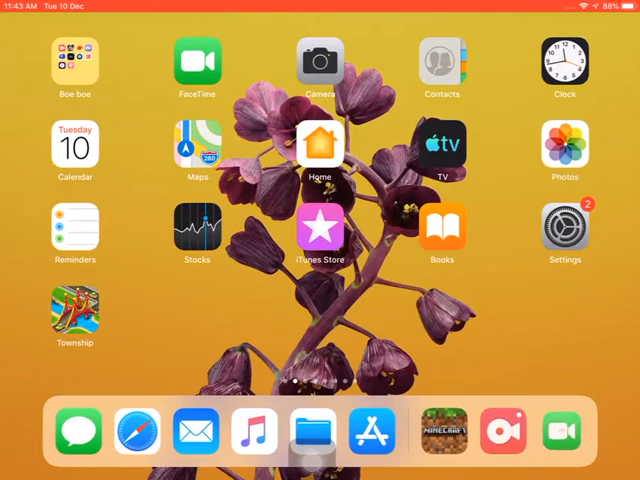 11:43 AM Tue 10 Dec 88%
Boe boe FaceTime Camera Contacts Clock
Tuesday
10
280
tv
Calendar Maps Home TV Photos
2
Reminders Stocks iTunes Store Books Settings
Township
MINECRAFT